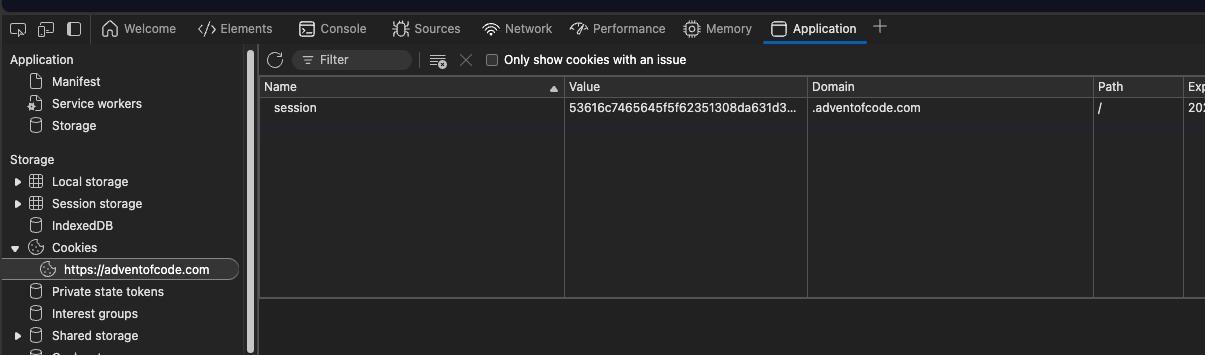 Welcome Elements Console Sources Network Performance Memory Application
Application
Manifest
Service workers
Storage
Storage
Local storage
Session storage
IndexedDB
Cookies
https://adventofcode.com
Private state tokens
Interest groups
Shared storage
Filter Only show cookies with an issue
Name Value Domain Path Exp
session 53616c7465645f5f62351308da631d3... .adventofcode.com / 202